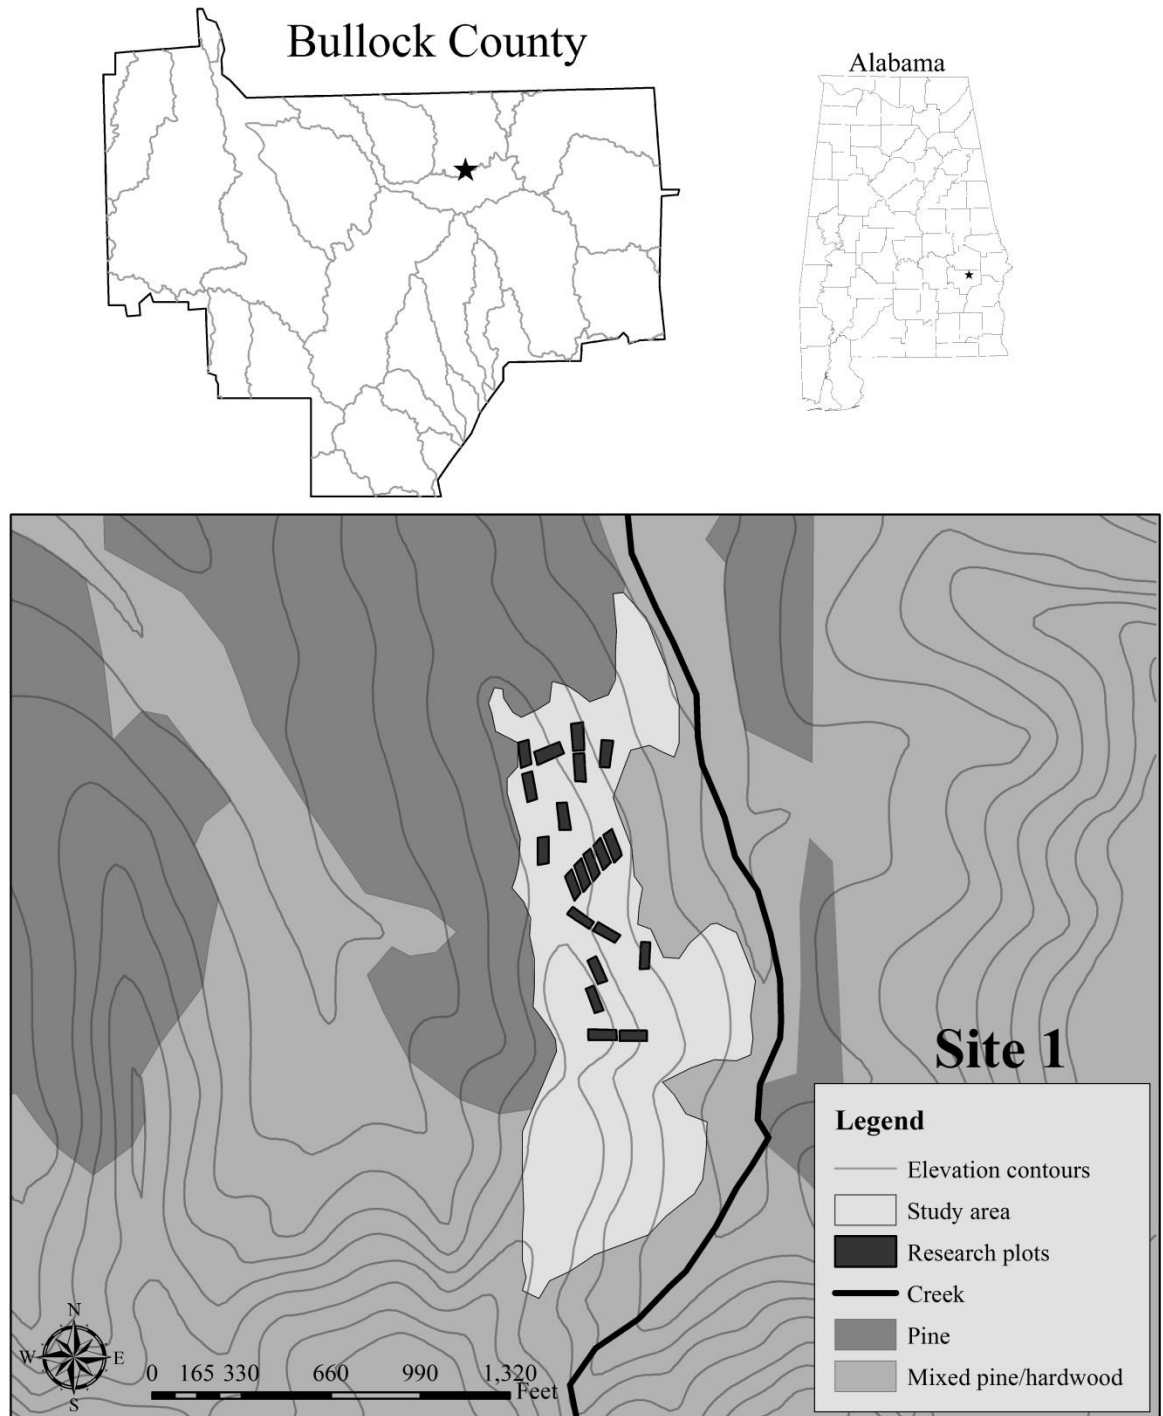 Bullock County
Alabama
Site 1
Legend
Elevation contours
Study area
Research plots
Creek
Pine
Mixed pine/hardwood
N
W E
S
0 165 330 660 990 1,320
Feet